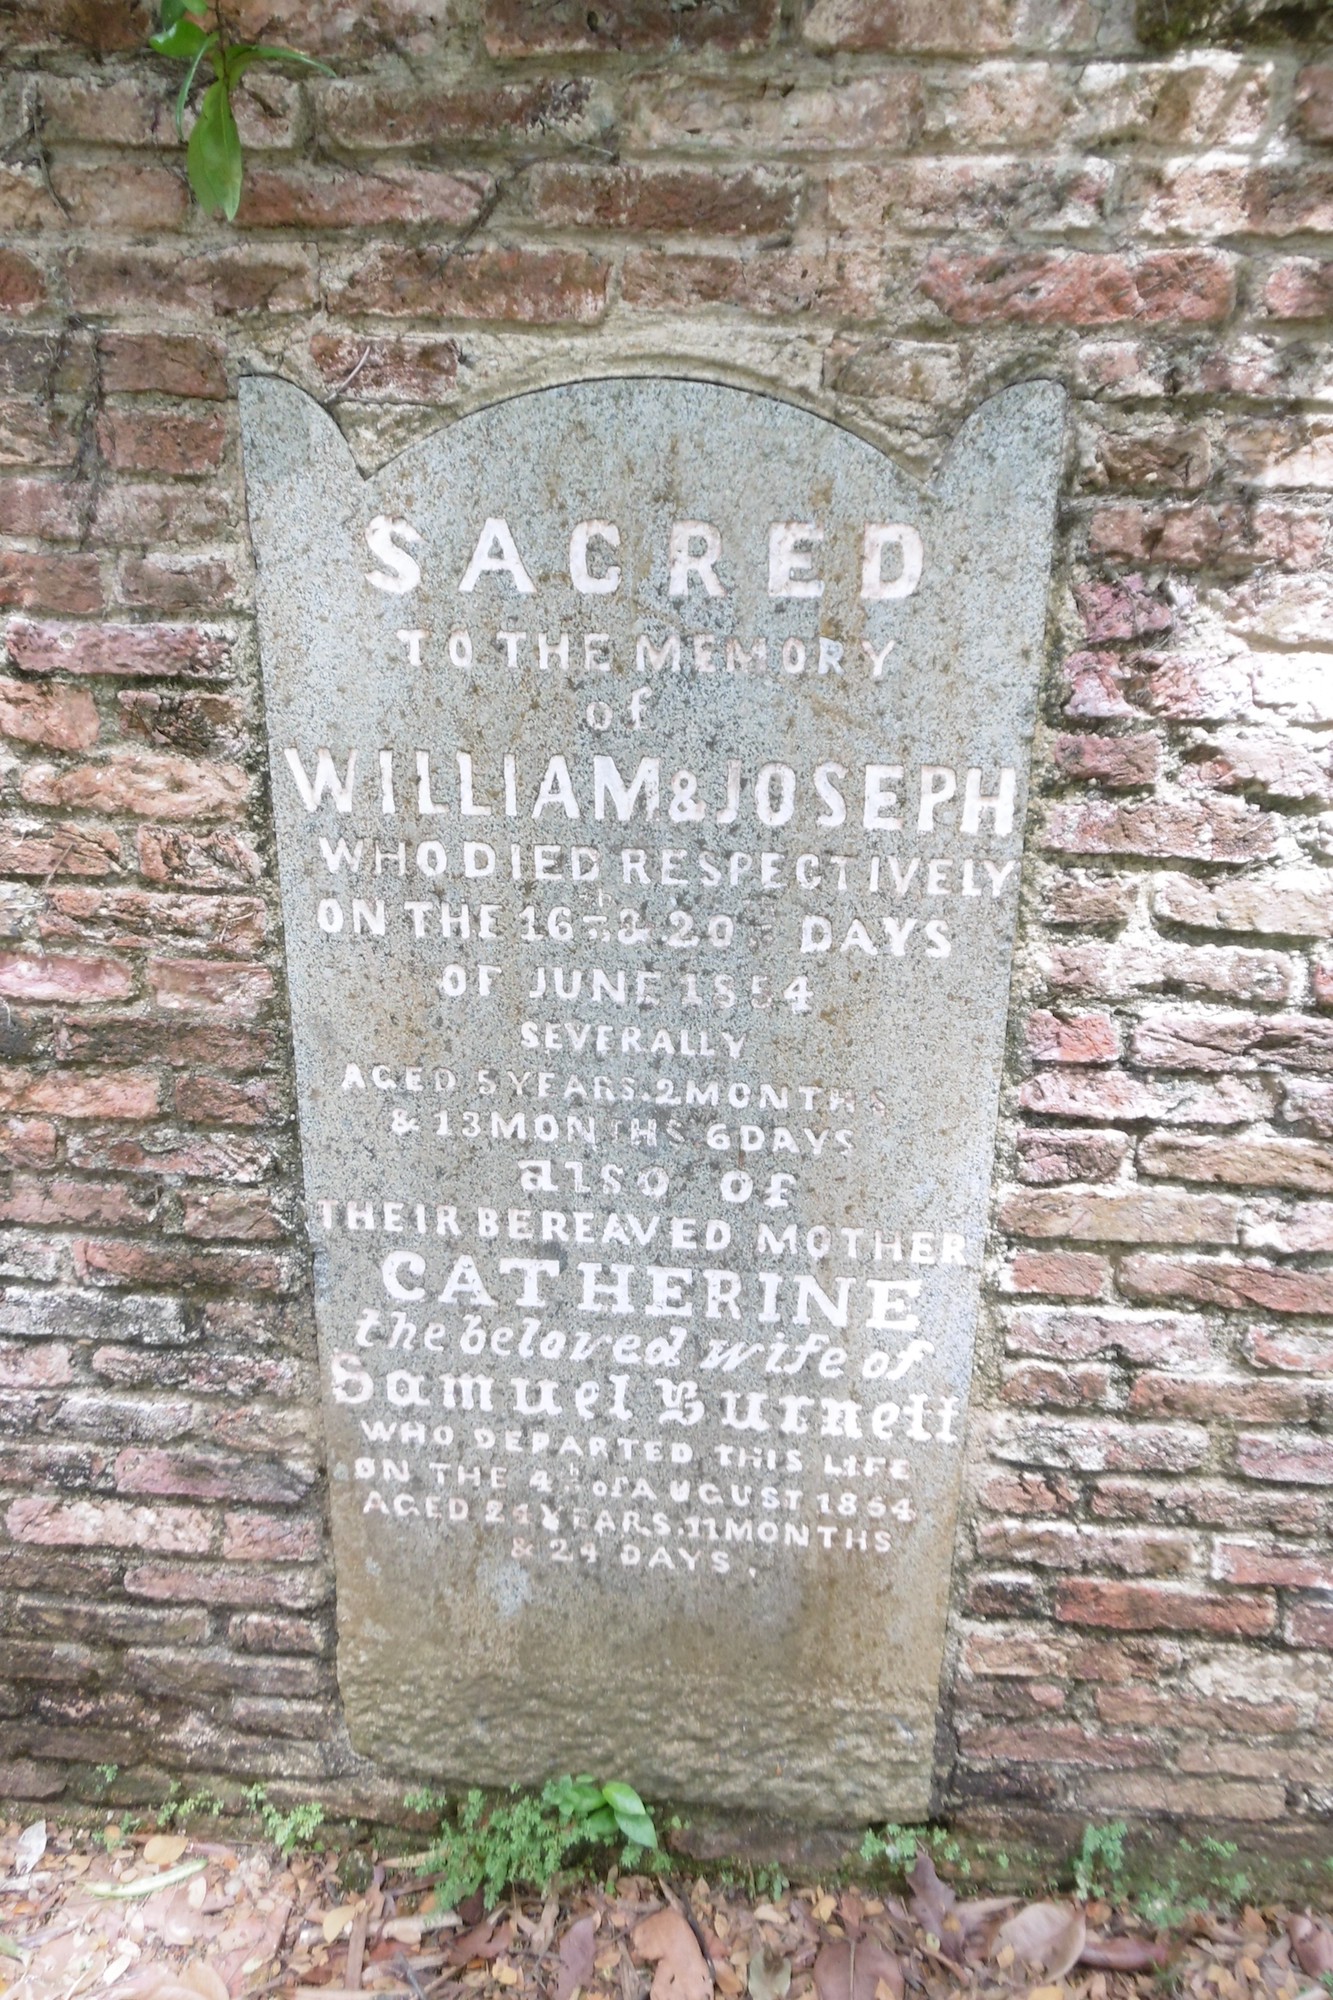 SACRED
TO THE MEMORY
of
WILLIAM & JOSEPH
WHO DIED RESPECTIVELY
ON THE 16th & 20th DAYS
OF JUNE 1854
SEVERALLY
AGED 5 YEARS. 2 MONTHS
& 13 MONTHS 6 DAYS
also of
THEIR BEREAVED MOTHER
CATHERINE
the beloved wife of
Samuel Burnell
WHO DEPARTED THIS LIFE
ON THE 4th of AUGUST 1854
AGED 24 YEARS. 11 MONTHS
& 24 DAYS.